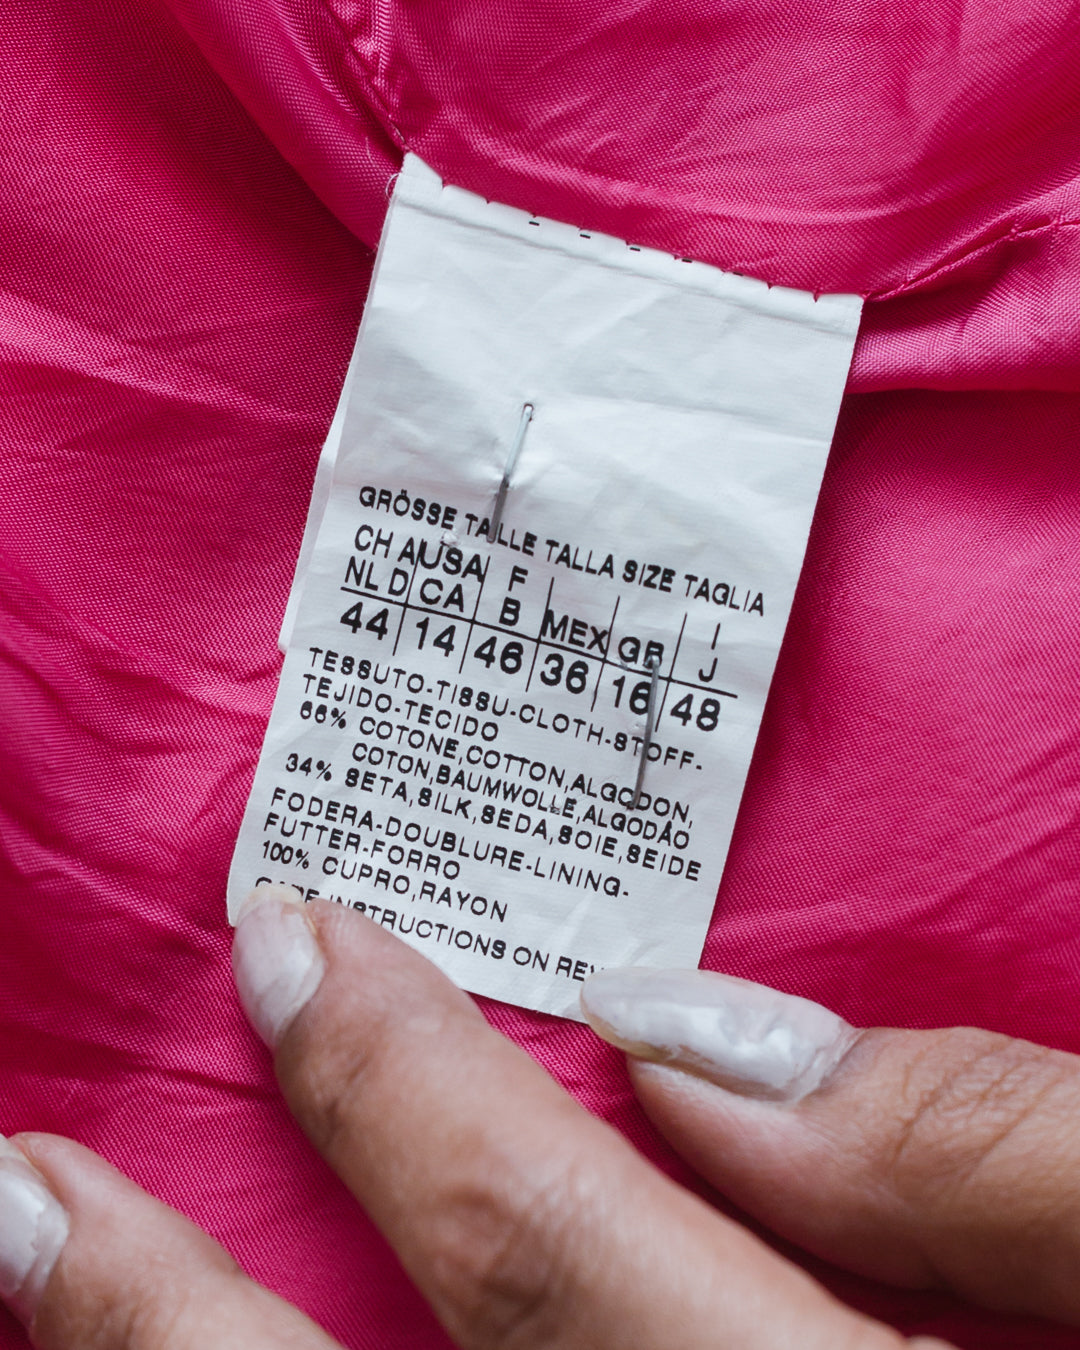 GRÖSSE TAILLE TALLA SIZE TAGLIA
CH A USA F MEX GB I
NL D CA B J
44 14 46 36 16 48
TESSUTO-TISSU-CLOTH-STOFF-
TEJIDO-TECIDO
66% COTONE,COTTON,ALGODON,
COTON,BAUMWOLLE,ALGODÃO
34% SETA,SILK,SEDA,SOIE,SEIDE
FODERA-DOUBLURE-LINING-
FUTTER-FORRO
100% CUPRO,RAYON
CARE INSTRUCTIONS ON